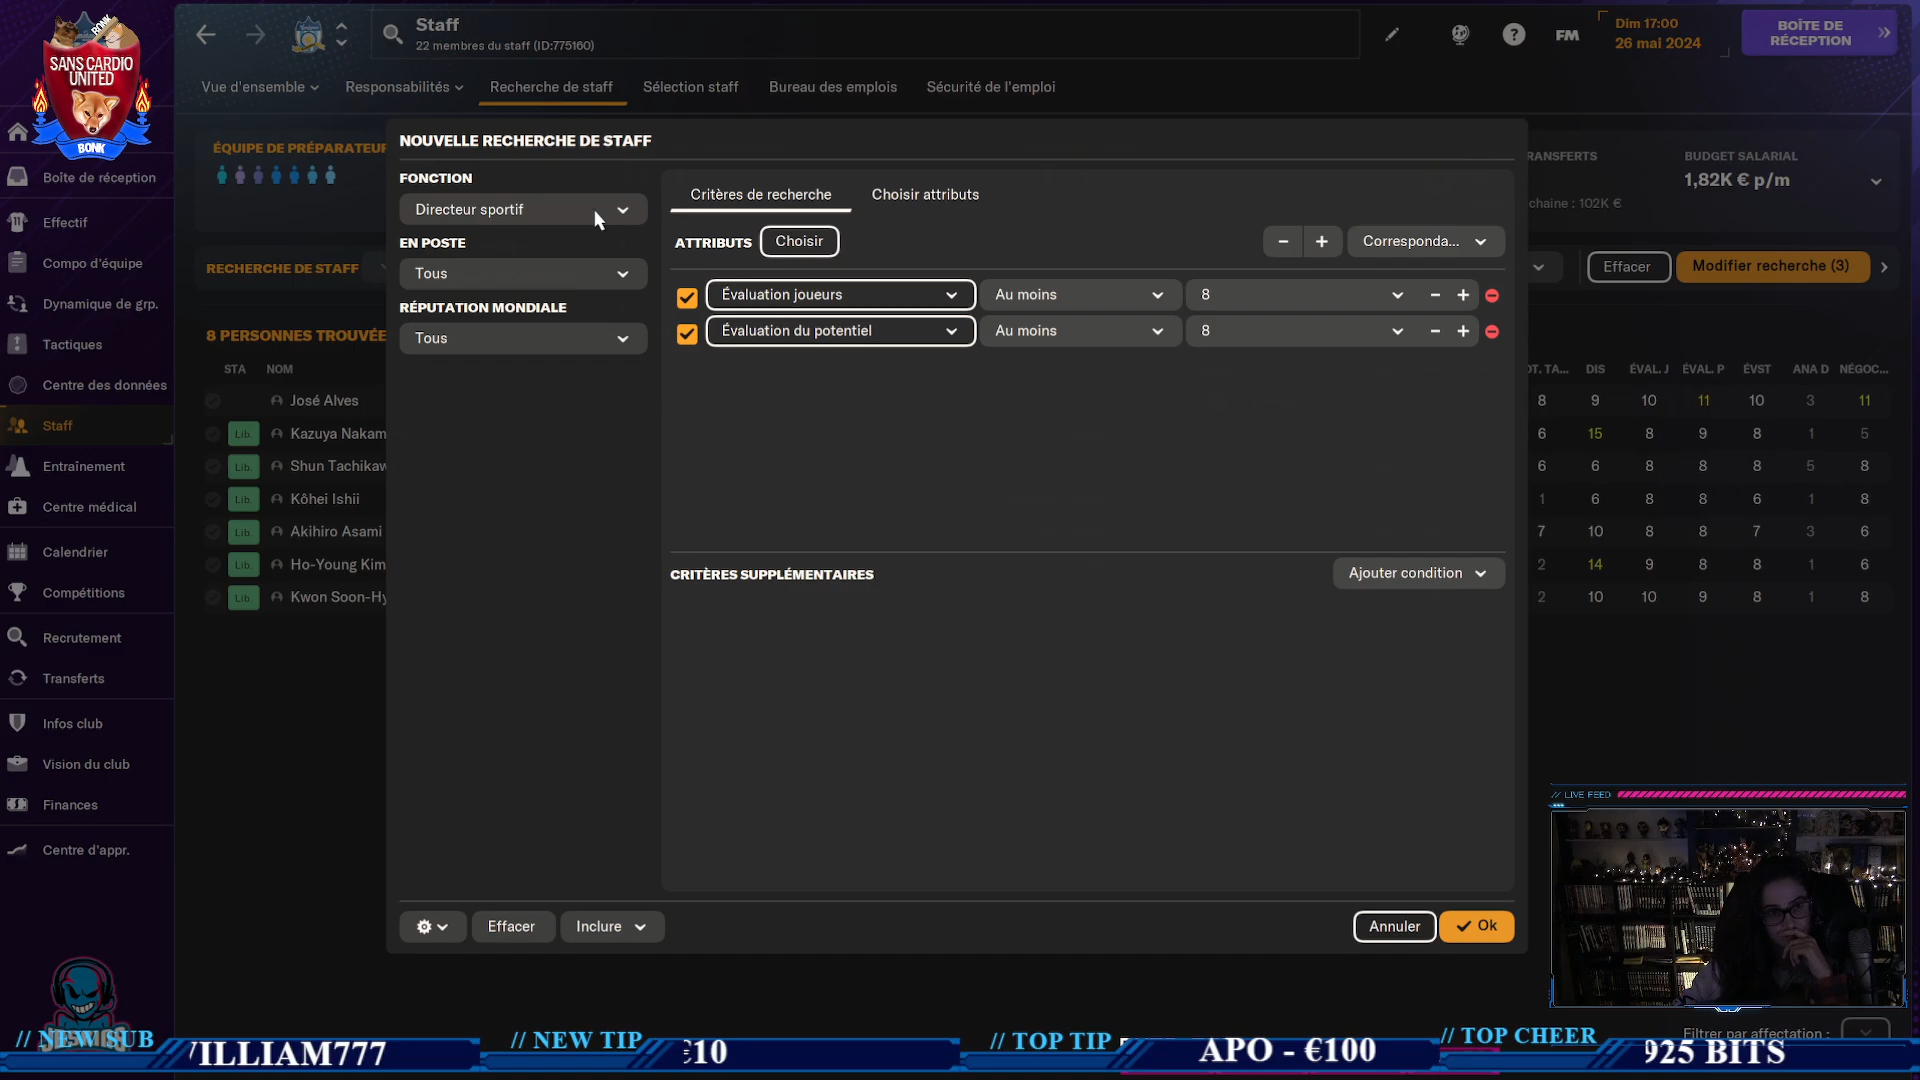 BONK
SANS CARDIO
UNITED
BONK
Staff
22 membres du staff (ID:775160)
FM
Dim 17:00
26 mai 2024
BOÎTE DE
RÉCEPTION
Vue d'ensemble
Responsabilités
Recherche de staff
Sélection staff
Bureau des emplois
Sécurité de l'emploi
Boîte de réception
Effectif
Compo d'équipe
Dynamique de grp.
Tactiques
Centre des données
Staff
Entraînement
Centre médical
Calendrier
Compétitions
Recrutement
Transferts
Infos club
Vision du club
Finances
Centre d'appr.
ÉQUIPE DE PRÉPARATEUR
RANSFERTS
BUDGET SALARIAL
1,82K € p/m
chaine : 102K €
RECHERCHE DE STAFF
Effacer
Modifier recherche (3)
8 PERSONNES TROUVÉE
STA NOM
OT. TA... DIS ÉVAL. J ÉVAL. P ÉVST ANA D NÉGOC...
José Alves 8 9 10 11 10 3 11
Lib. Kazuya Nakam 6 15 8 9 8 1 5
Lib. Shun Tachikaw 6 6 8 8 8 5 8
Lib. Kôhei Ishii 1 6 8 8 6 1 8
Lib. Akihiro Asami 7 10 8 8 7 3 6
Lib. Ho-Young Kim 2 14 9 8 8 1 6
Lib. Kwon Soon-Hy 2 10 10 9 8 1 8
NOUVELLE RECHERCHE DE STAFF
FONCTION
Directeur sportif
EN POSTE
Tous
RÉPUTATION MONDIALE
Tous
Critères de recherche
Choisir attributs
ATTRIBUTS
Choisir
Corresponda...
Évaluation joueurs Au moins 8
Évaluation du potentiel Au moins 8
CRITÈRES SUPPLÉMENTAIRES
Ajouter condition
Effacer
Inclure
Annuler
Ok
// LIVE FEED
Filtrer par affectation :
// NEW SUB
VILLIAM777
// NEW TIP
€10
// TOP TIP
APO - €100
// TOP CHEER
925 BITS